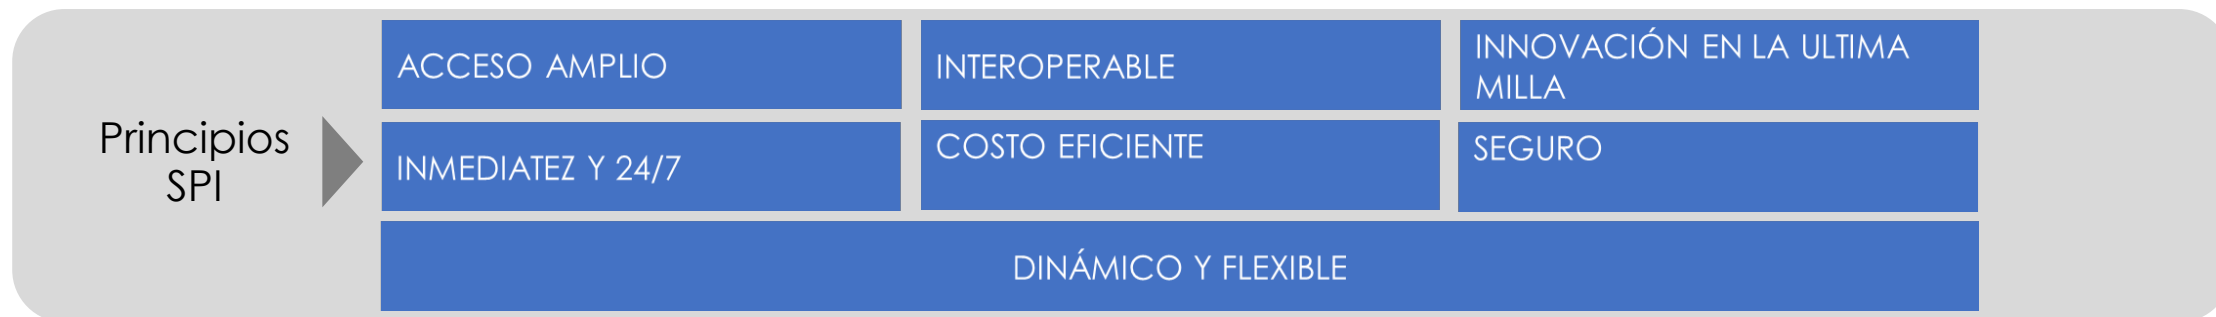 Principios
SPI
ACCESO AMPLIO
INTEROPERABLE
INNOVACIÓN EN LA ULTIMA
MILLA
INMEDIATEZ Y 24/7
COSTO EFICIENTE
SEGURO
DINÁMICO Y FLEXIBLE